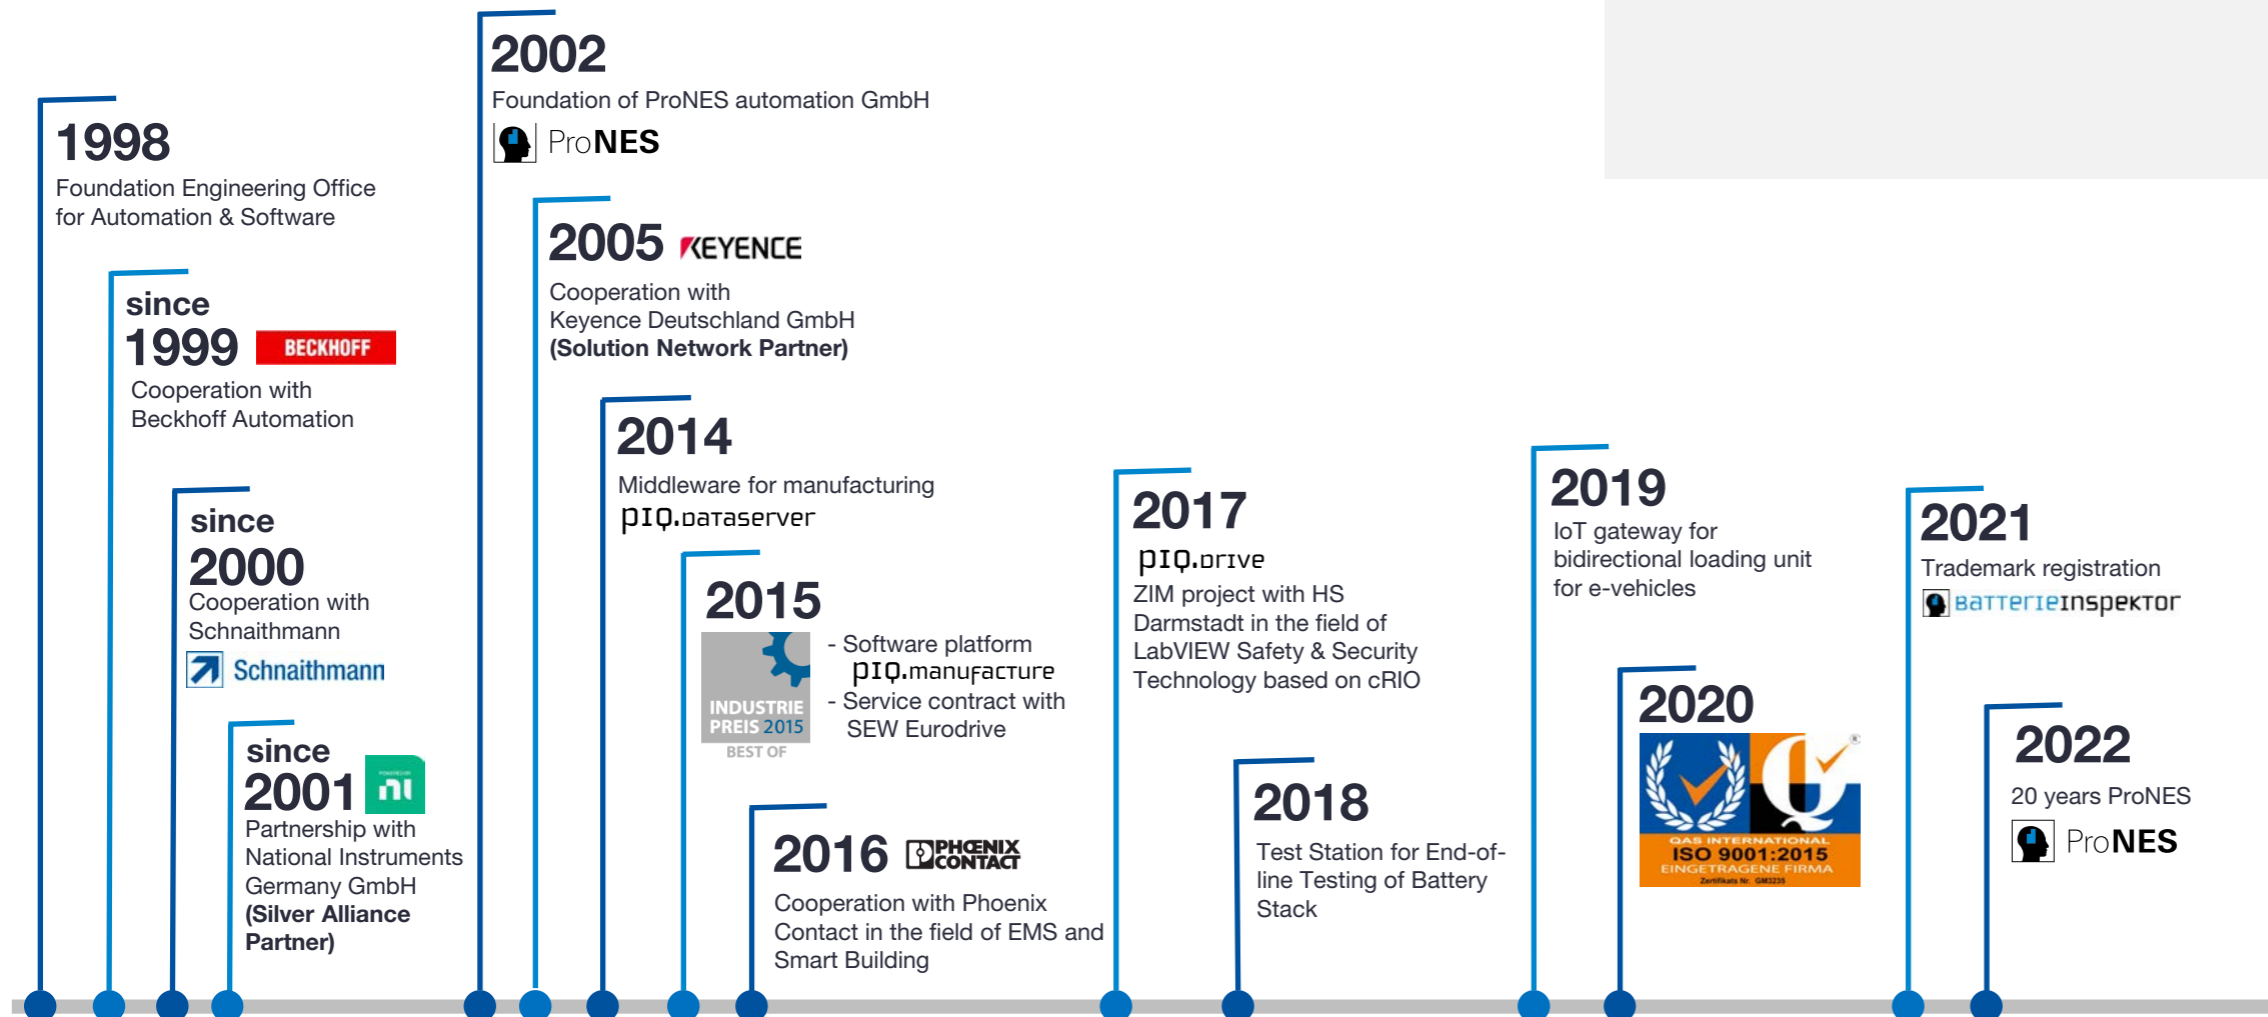 1998
Foundation Engineering Office
for Automation & Software
since
1999
BECKHOFF
Cooperation with
Beckhoff Automation
since
2000
Cooperation with
Schnaithmann
Schnaithmann
since
2001
ni
Partnership with
National Instruments
Germany GmbH
(Silver Alliance
Partner)
2002
Foundation of ProNES automation GmbH
ProNES
2005
KEYENCE
Cooperation with
Keyence Deutschland GmbH
(Solution Network Partner)
2014
Middleware for manufacturing
pIQ.Dataserver
2015
INDUSTRIE
PREIS 2015
BEST OF
- Software platform
pIQ.manufacture
- Service contract with
SEW Eurodrive
2016
PHŒNIX
CONTACT
Cooperation with Phoenix
Contact in the field of EMS and
Smart Building
2017
pIQ.Drive
ZIM project with HS
Darmstadt in the field of
LabVIEW Safety & Security
Technology based on cRIO
2018
Test Station for End-of-
line Testing of Battery
Stack
2019
IoT gateway for
bidirectional loading unit
for e-vehicles
2020
®
QAS INTERNATIONAL
ISO 9001:2015
EINGETRAGENE FIRMA
Zertifikats Nr. GM3235
2021
Trademark registration
BatterieInspektor
2022
20 years ProNES
ProNES